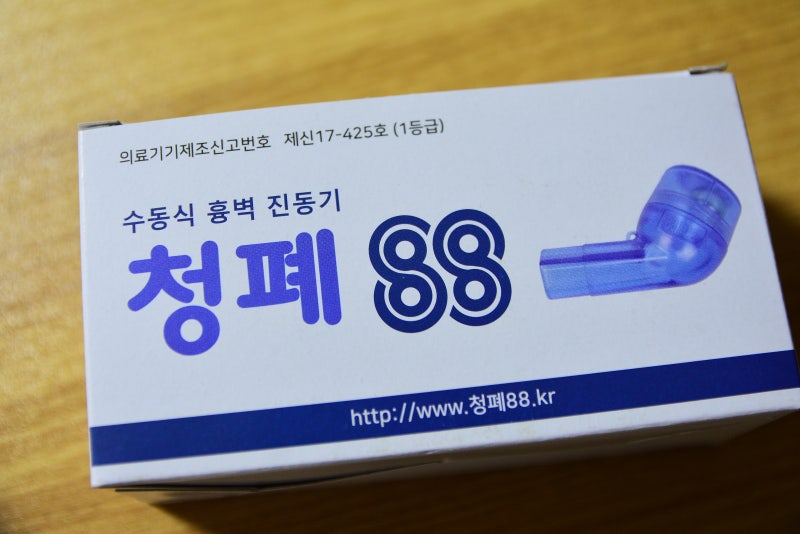 의료기기제조신고번호 제신17-425호 (1등급)
수동식 흉벽 진동기
청폐 88
http://www.청폐88.kr